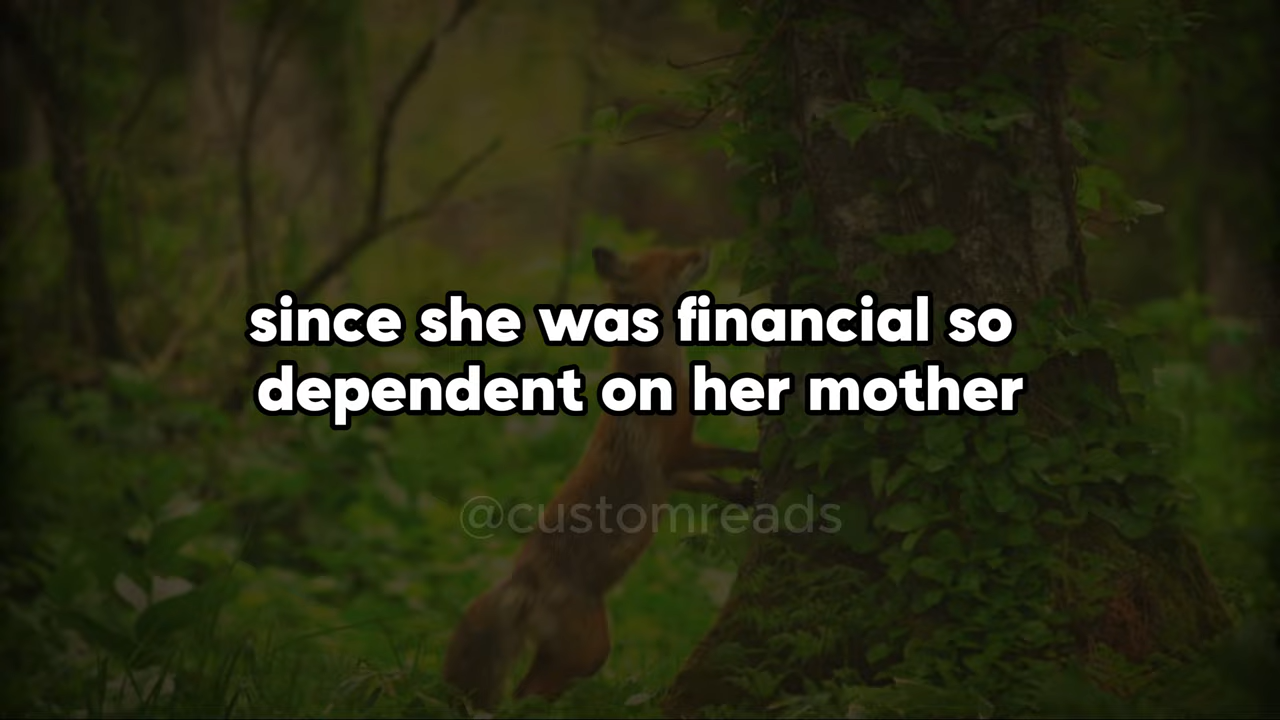 since she was financial so
dependent on her mother
@customreads